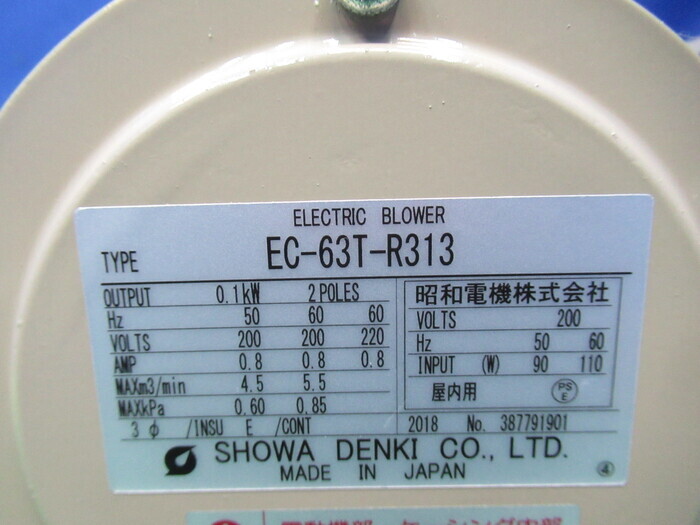 ELECTRIC BLOWER
TYPE EC-63T-R313
OUTPUT 0.1kW 2POLES
Hz 50 60 60
VOLTS 200 200 220
AMP 0.8 0.8 0.8
MAXm3/min 4.5 5.5
MAXkPa 0.60 0.85
3 φ /INSU E /CONT
昭和電機株式会社
VOLTS 200
Hz 50 60
INPUT (W) 90 110
屋内用 PS E
2018 No. 387791901
SHOWA DENKI CO., LTD.
MADE IN JAPAN ④